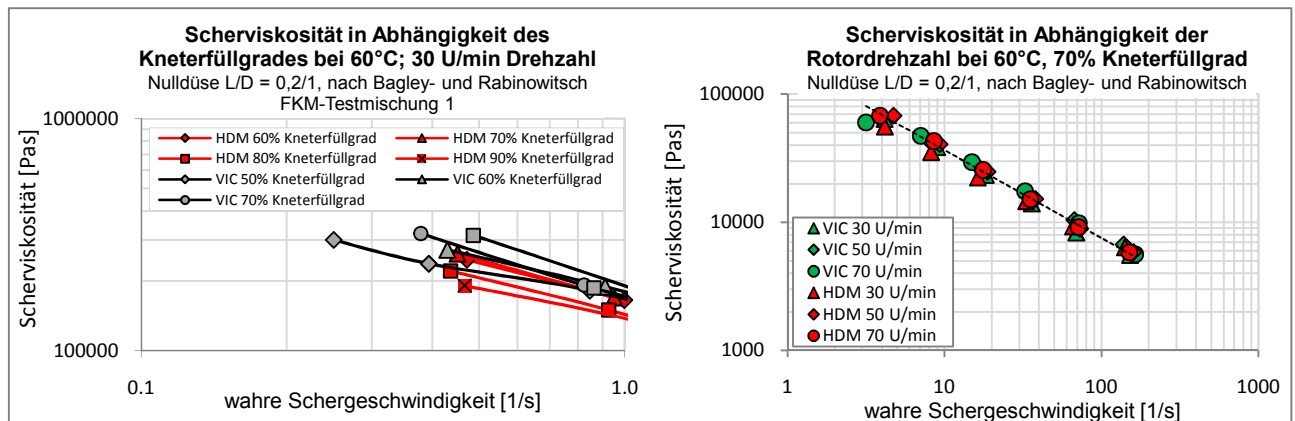 Scherviskosität in Abhängigkeit des
Kneterfüllgrades bei 60°C; 30 U/min Drehzahl
Nulldüse L/D = 0,2/1, nach Bagley- und Rabinowitsch
FKM-Testmischung 1
Scherviskosität [Pas]
1000000
100000
HDM 60% Kneterfüllgrad
HDM 70% Kneterfüllgrad
HDM 80% Kneterfüllgrad
HDM 90% Kneterfüllgrad
VIC 50% Kneterfüllgrad
VIC 60% Kneterfüllgrad
VIC 70% Kneterfüllgrad
0.1
1.0
wahre Schergeschwindigkeit [1/s]
Scherviskosität in Abhängigkeit der
Rotordrehzahl bei 60°C, 70% Kneterfüllgrad
Nulldüse L/D = 0,2/1, nach Bagley- und Rabinowitsch
Scherviskosität [Pas]
100000
10000
1000
VIC 30 U/min
VIC 50 U/min
VIC 70 U/min
HDM 30 U/min
HDM 50 U/min
HDM 70 U/min
1
10
100
1000
wahre Schergeschwindigkeit [1/s]